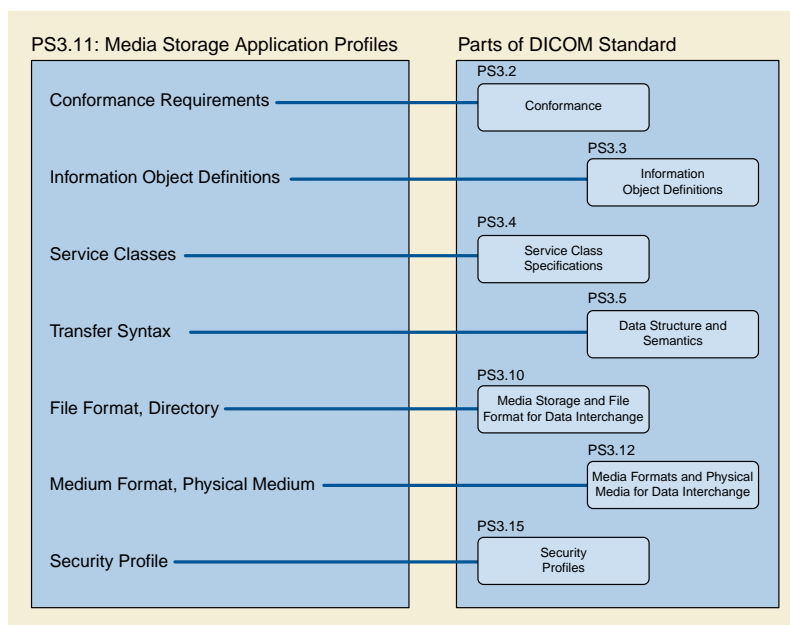 PS3.11: Media Storage Application Profiles
Parts of DICOM Standard
Conformance Requirements
PS3.2
Conformance
Information Object Definitions
PS3.3
Information
Object Definitions
Service Classes
PS3.4
Service Class
Specifications
Transfer Syntax
PS3.5
Data Structure and
Semantics
File Format, Directory
PS3.10
Media Storage and File
Format for Data Interchange
Medium Format, Physical Medium
PS3.12
Media Formats and Physical
Media for Data Interchange
Security Profile
PS3.15
Security
Profiles